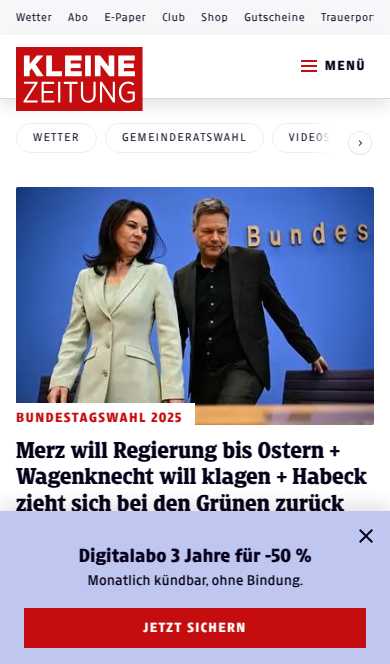 Wetter Abo E-Paper Club Shop Gutscheine Trauerpor
KLEINE
ZEITUNG
MENÜ
WETTER GEMEINDERATSWAHL VIDEOS
Bundes
BUNDESTAGSWAHL 2025
Merz will Regierung bis Ostern +
Wagenknecht will klagen + Habeck
zieht sich bei den Grünen zurück
Digitalabo 3 Jahre für -50 %
Monatlich kündbar, ohne Bindung.
JETZT SICHERN